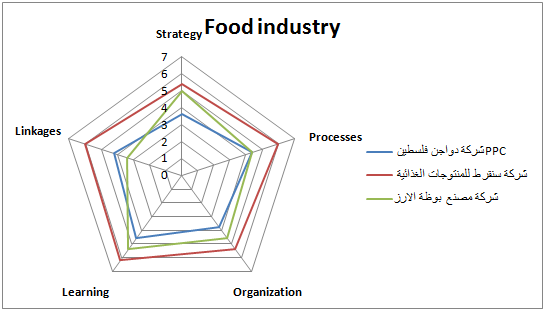 Food industry
Strategy
7
6
5
4
3
2
1
0
Linkages
Processes
Learning
Organization
شركة دواجن فلسطينPPC
شركة سنقرط للمنتوجات الغذائية
شركة مصنع بوظة الارز